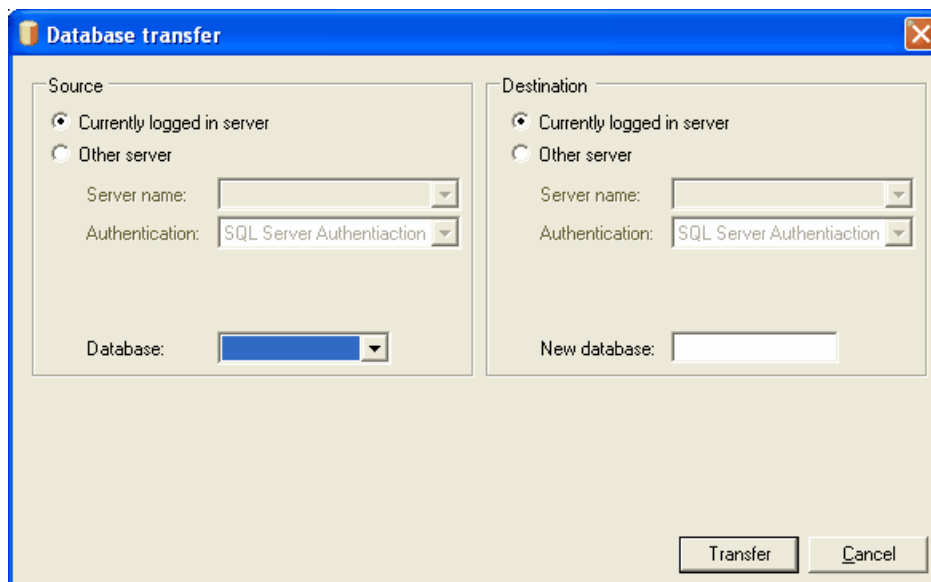 Database transfer
Source
Currently logged in server
Other server
Server name:
Authentication: SQL Server Authentiaction
Database:
Destination
Currently logged in server
Other server
Server name:
Authentication: SQL Server Authentiaction
New database:
Transfer Cancel